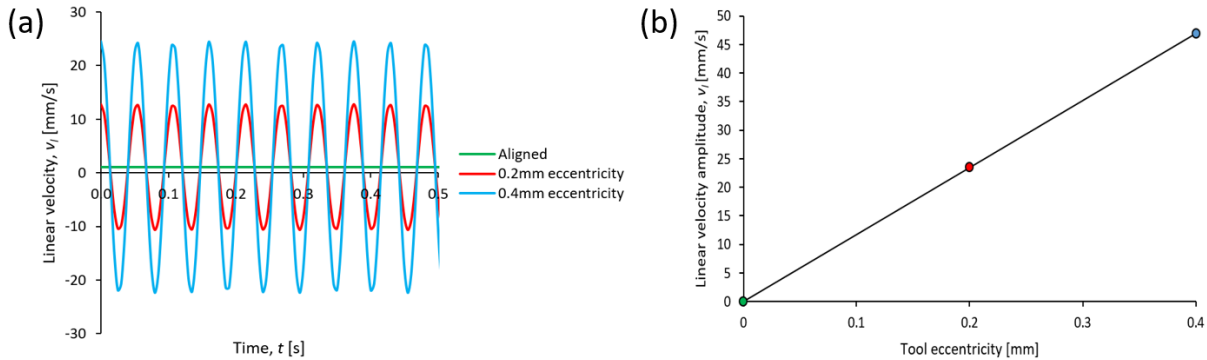 (a)
Linear velocity, vl [mm/s]
30
20
10
0
-10
-20
-30
0.0 0.1 0.2 0.3 0.4 0.5
Time, t [s]
Aligned
0.2mm eccentricity
0.4mm eccentricity
(b)
Linear velocity amplitude, vl [mm/s]
50
45
40
35
30
25
20
15
10
5
0
0 0.1 0.2 0.3 0.4
Tool eccentricity [mm]